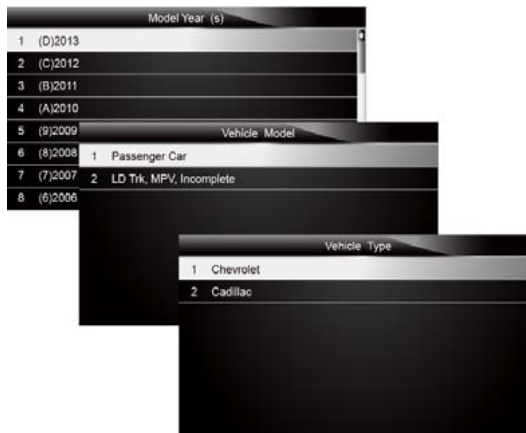 Model Year (s)
1 (D)2013
2 (C)2012
3 (B)2011
4 (A)2010
5 (9)2009
6 (8)2008
7 (7)2007
8 (6)2006
Vehicle Model
1 Passenger Car
2 LD Trk, MPV, Incomplete
Vehicle Type
1 Chevrolet
2 Cadillac